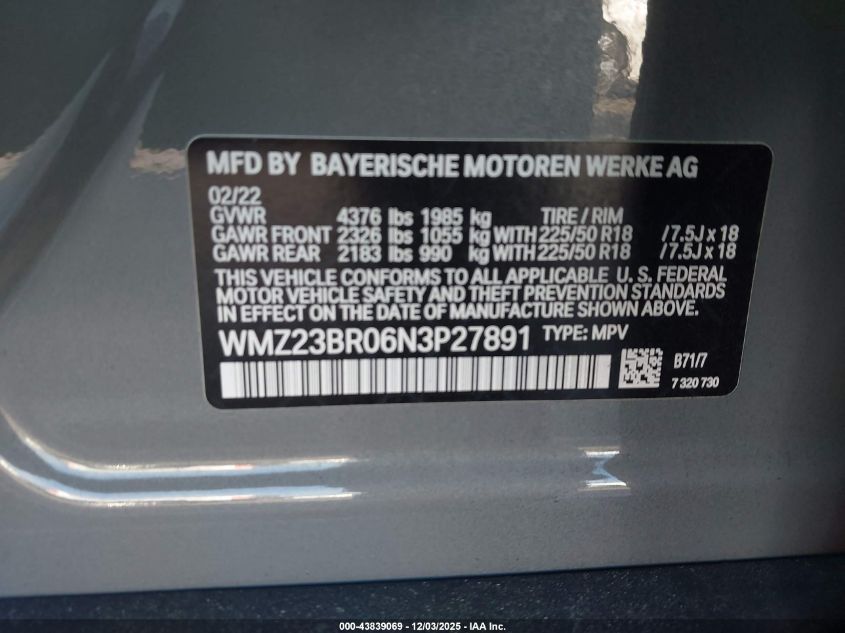 MFD BY BAYERISCHE MOTOREN WERKE AG
02/22
GVWR 4376 lbs 1985 kg TIRE / RIM
GAWR FRONT 2326 lbs 1055 kg WITH 225/50 R18 /7.5J x 18
GAWR REAR 2183 lbs 990 kg WITH 225/50 R18 /7.5J x 18
THIS VEHICLE CONFORMS TO ALL APPLICABLE U.S. FEDERAL
MOTOR VEHICLE SAFETY AND THEFT PREVENTION STANDARDS
IN EFFECT ON THE DATE OF MANUFACTURE SHOWN ABOVE.
WMZ23BR06N3P27891 TYPE: MPV
B71/7
7 320 730
000-43839069 - 12/03/2025 - IAA Inc.